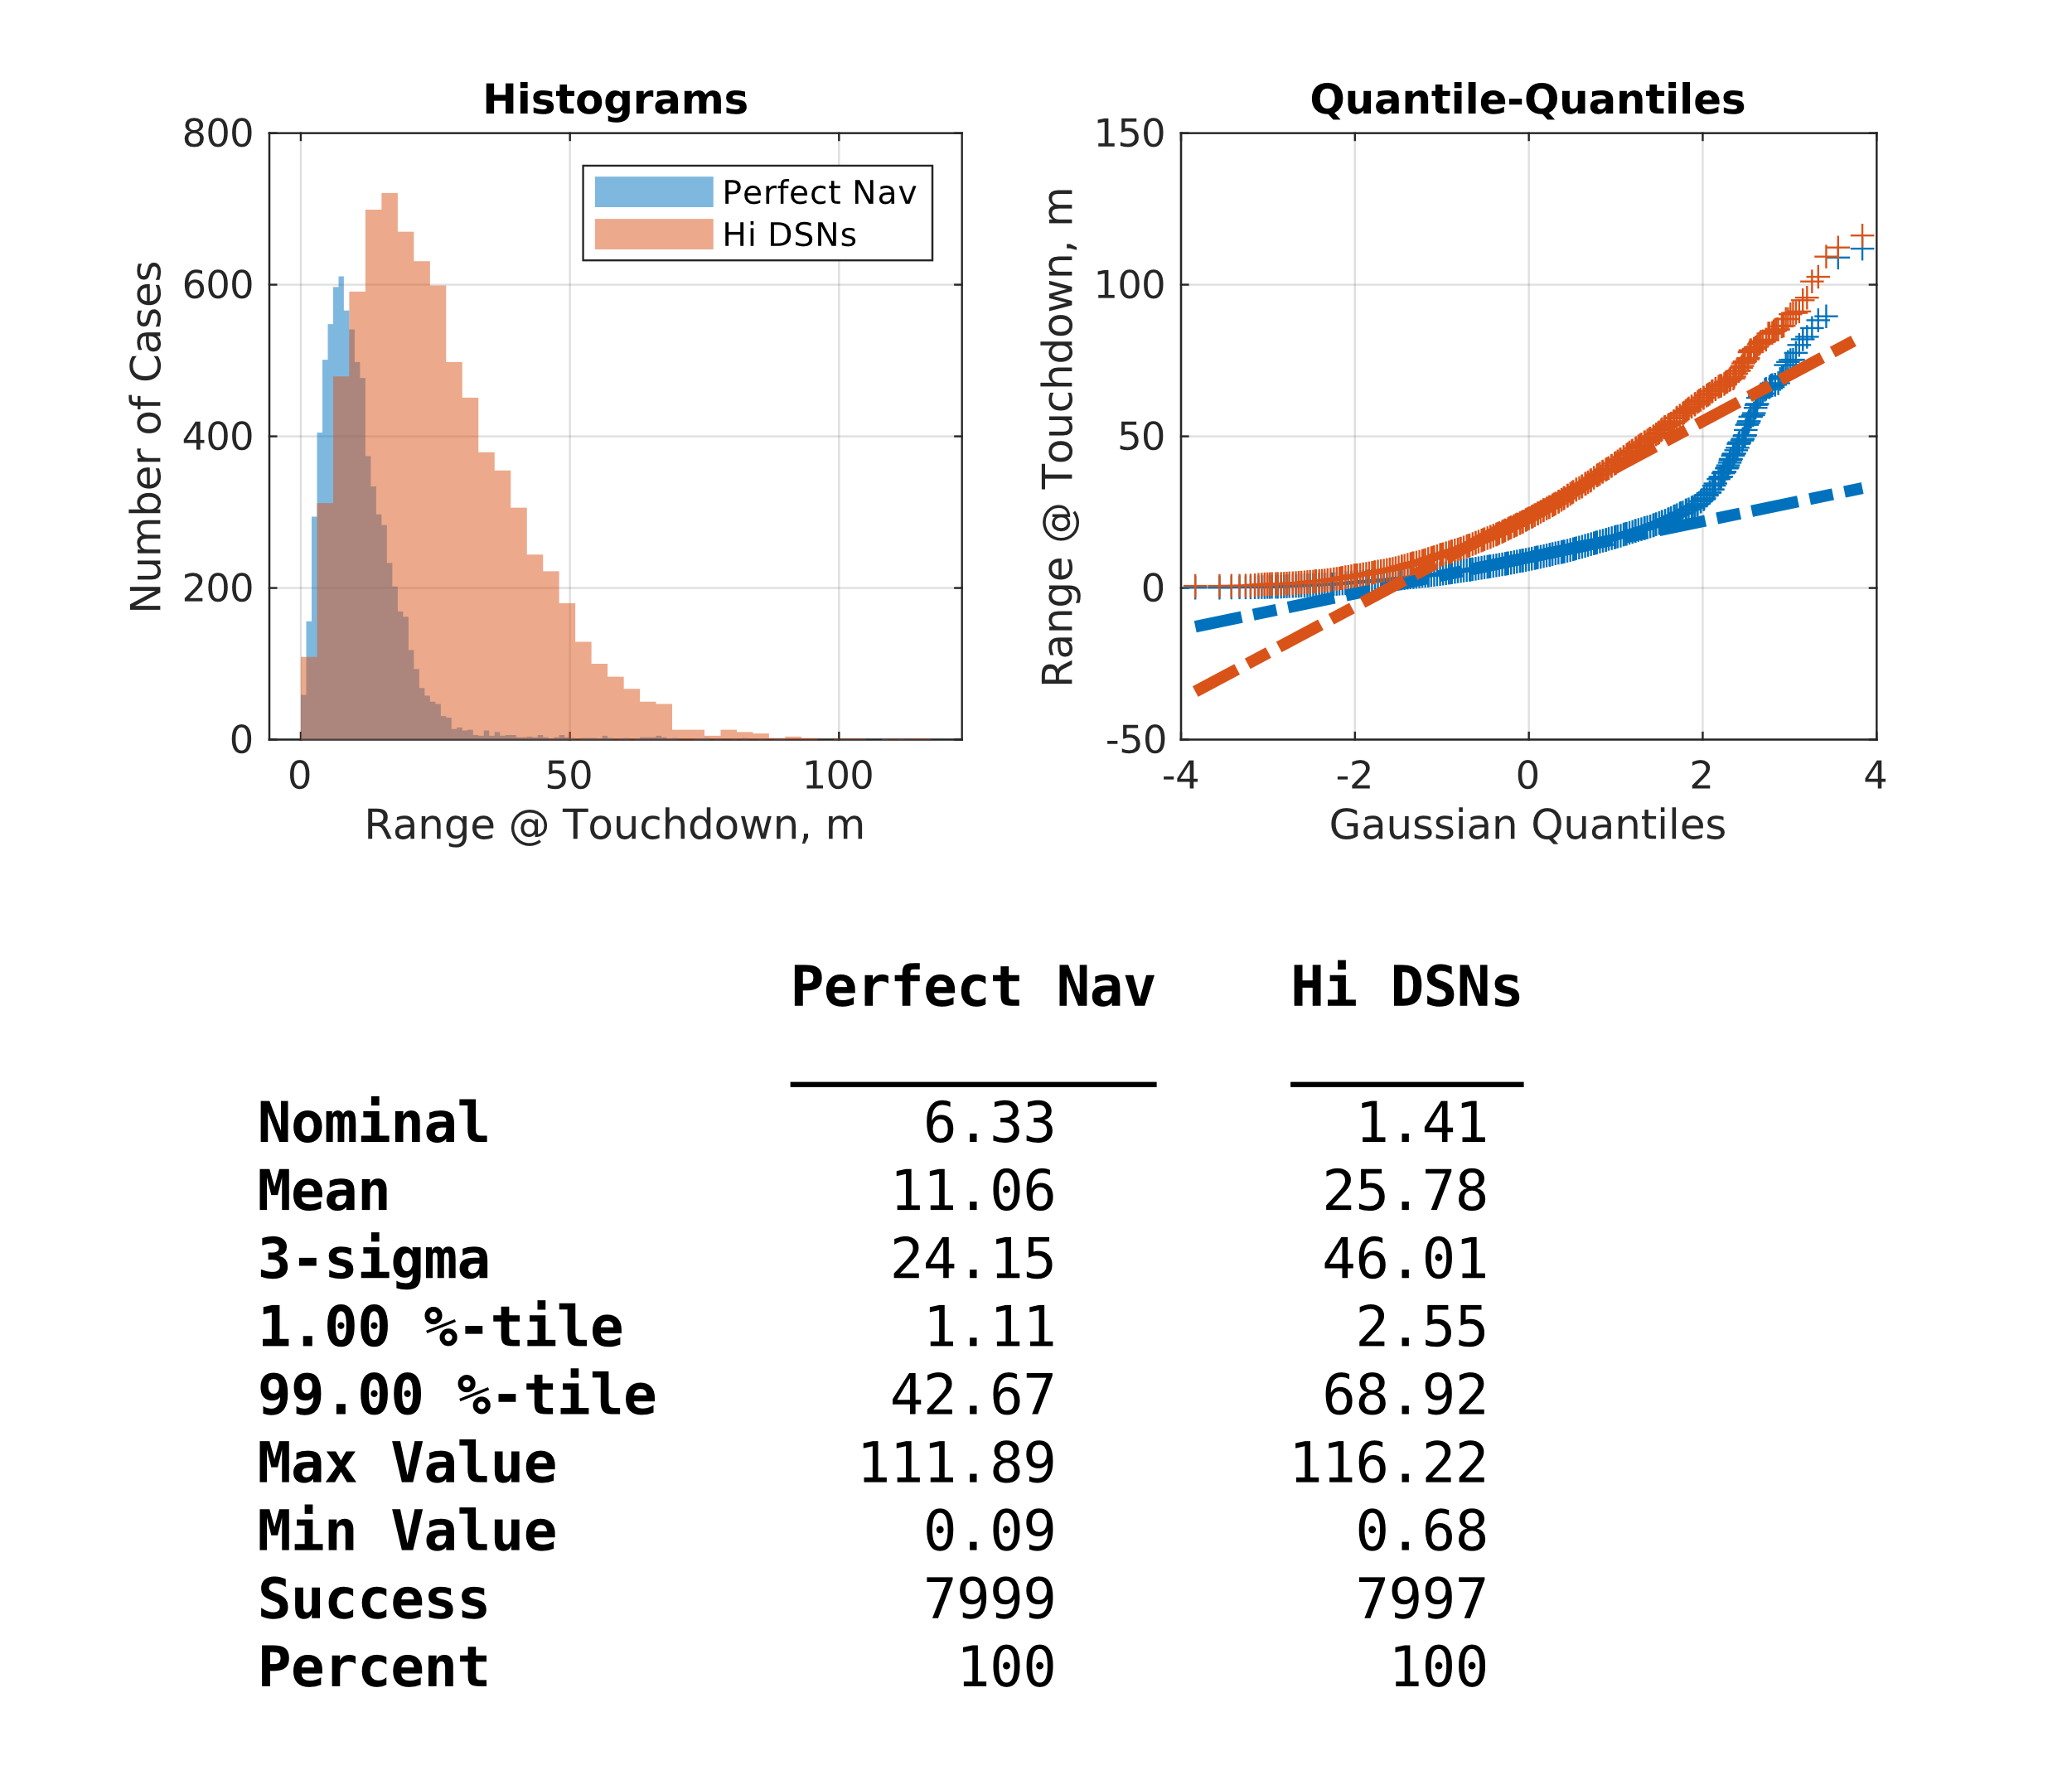 Histograms
800
600
400
200
0
Number of Cases
Perfect Nav
Hi DSNs
0 50 100
Range @ Touchdown, m
Quantile-Quantiles
150
100
50
0
-50
Range @ Touchdown, m
-4 -2 0 2 4
Gaussian Quantiles
Perfect Nav Hi DSNs
Nominal 6.33 1.41
Mean 11.06 25.78
3-sigma 24.15 46.01
1.00 %-tile 1.11 2.55
99.00 %-tile 42.67 68.92
Max Value 111.89 116.22
Min Value 0.09 0.68
Success 7999 7997
Percent 100 100